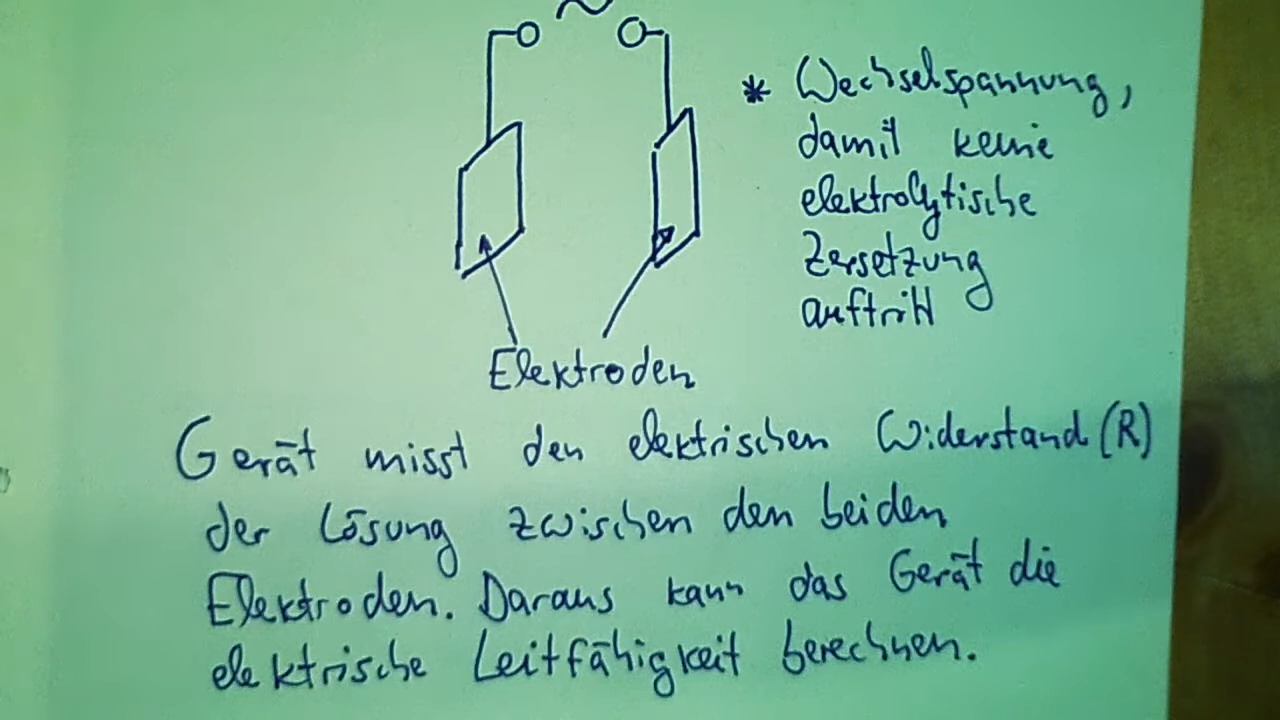 ~
* Wechselspannung,
damit keine
elektrolytische
Zersetzung
auftritt
Elektroden
Gerät misst den elektrischen Widerstand (R)
der Lösung zwischen den beiden
Elektroden. Daraus kann das Gerät die
elektrische Leitfähigkeit berechnen.